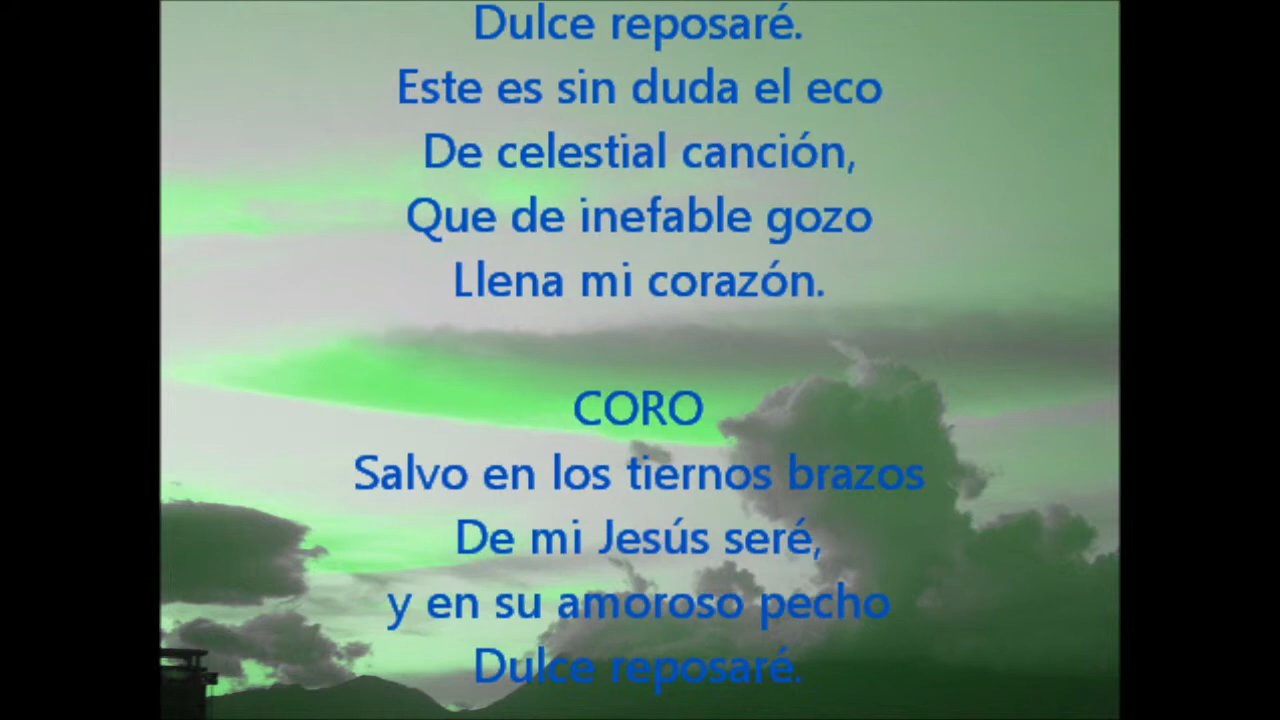 Dulce reposaré.
Este es sin duda el eco
De celestial canción,
Que de inefable gozo
Llena mi corazón.
CORO
Salvo en los tiernos brazos
De mi Jesús seré,
y en su amoroso pecho
Dulce reposaré.